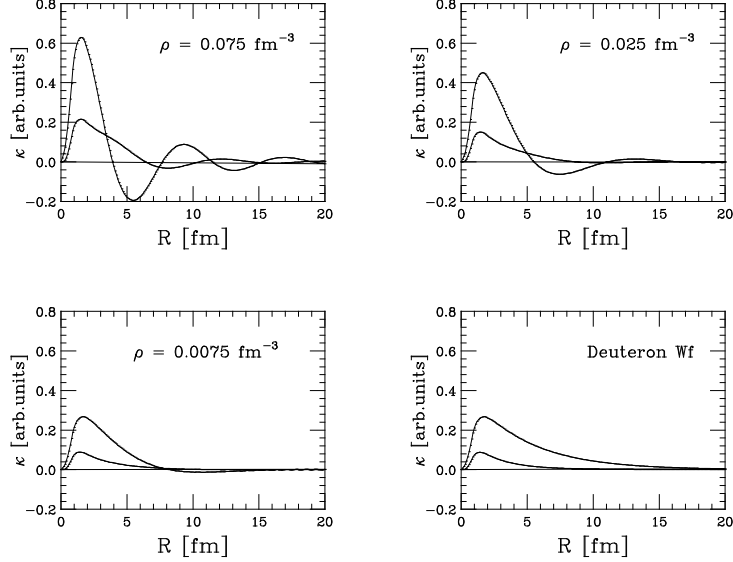 0.8
0.6
0.4
0.2
0.0
−0.2
κ [arb.units]
ρ = 0.075 fm⁻³
0 5 10 15 20
R [fm]
0.8
0.6
0.4
0.2
0.0
−0.2
κ [arb.units]
ρ = 0.025 fm⁻³
0 5 10 15 20
R [fm]
0.8
0.6
0.4
0.2
0.0
−0.2
κ [arb.units]
ρ = 0.0075 fm⁻³
0 5 10 15 20
R [fm]
0.8
0.6
0.4
0.2
0.0
−0.2
κ [arb.units]
Deuteron Wf
0 5 10 15 20
R [fm]